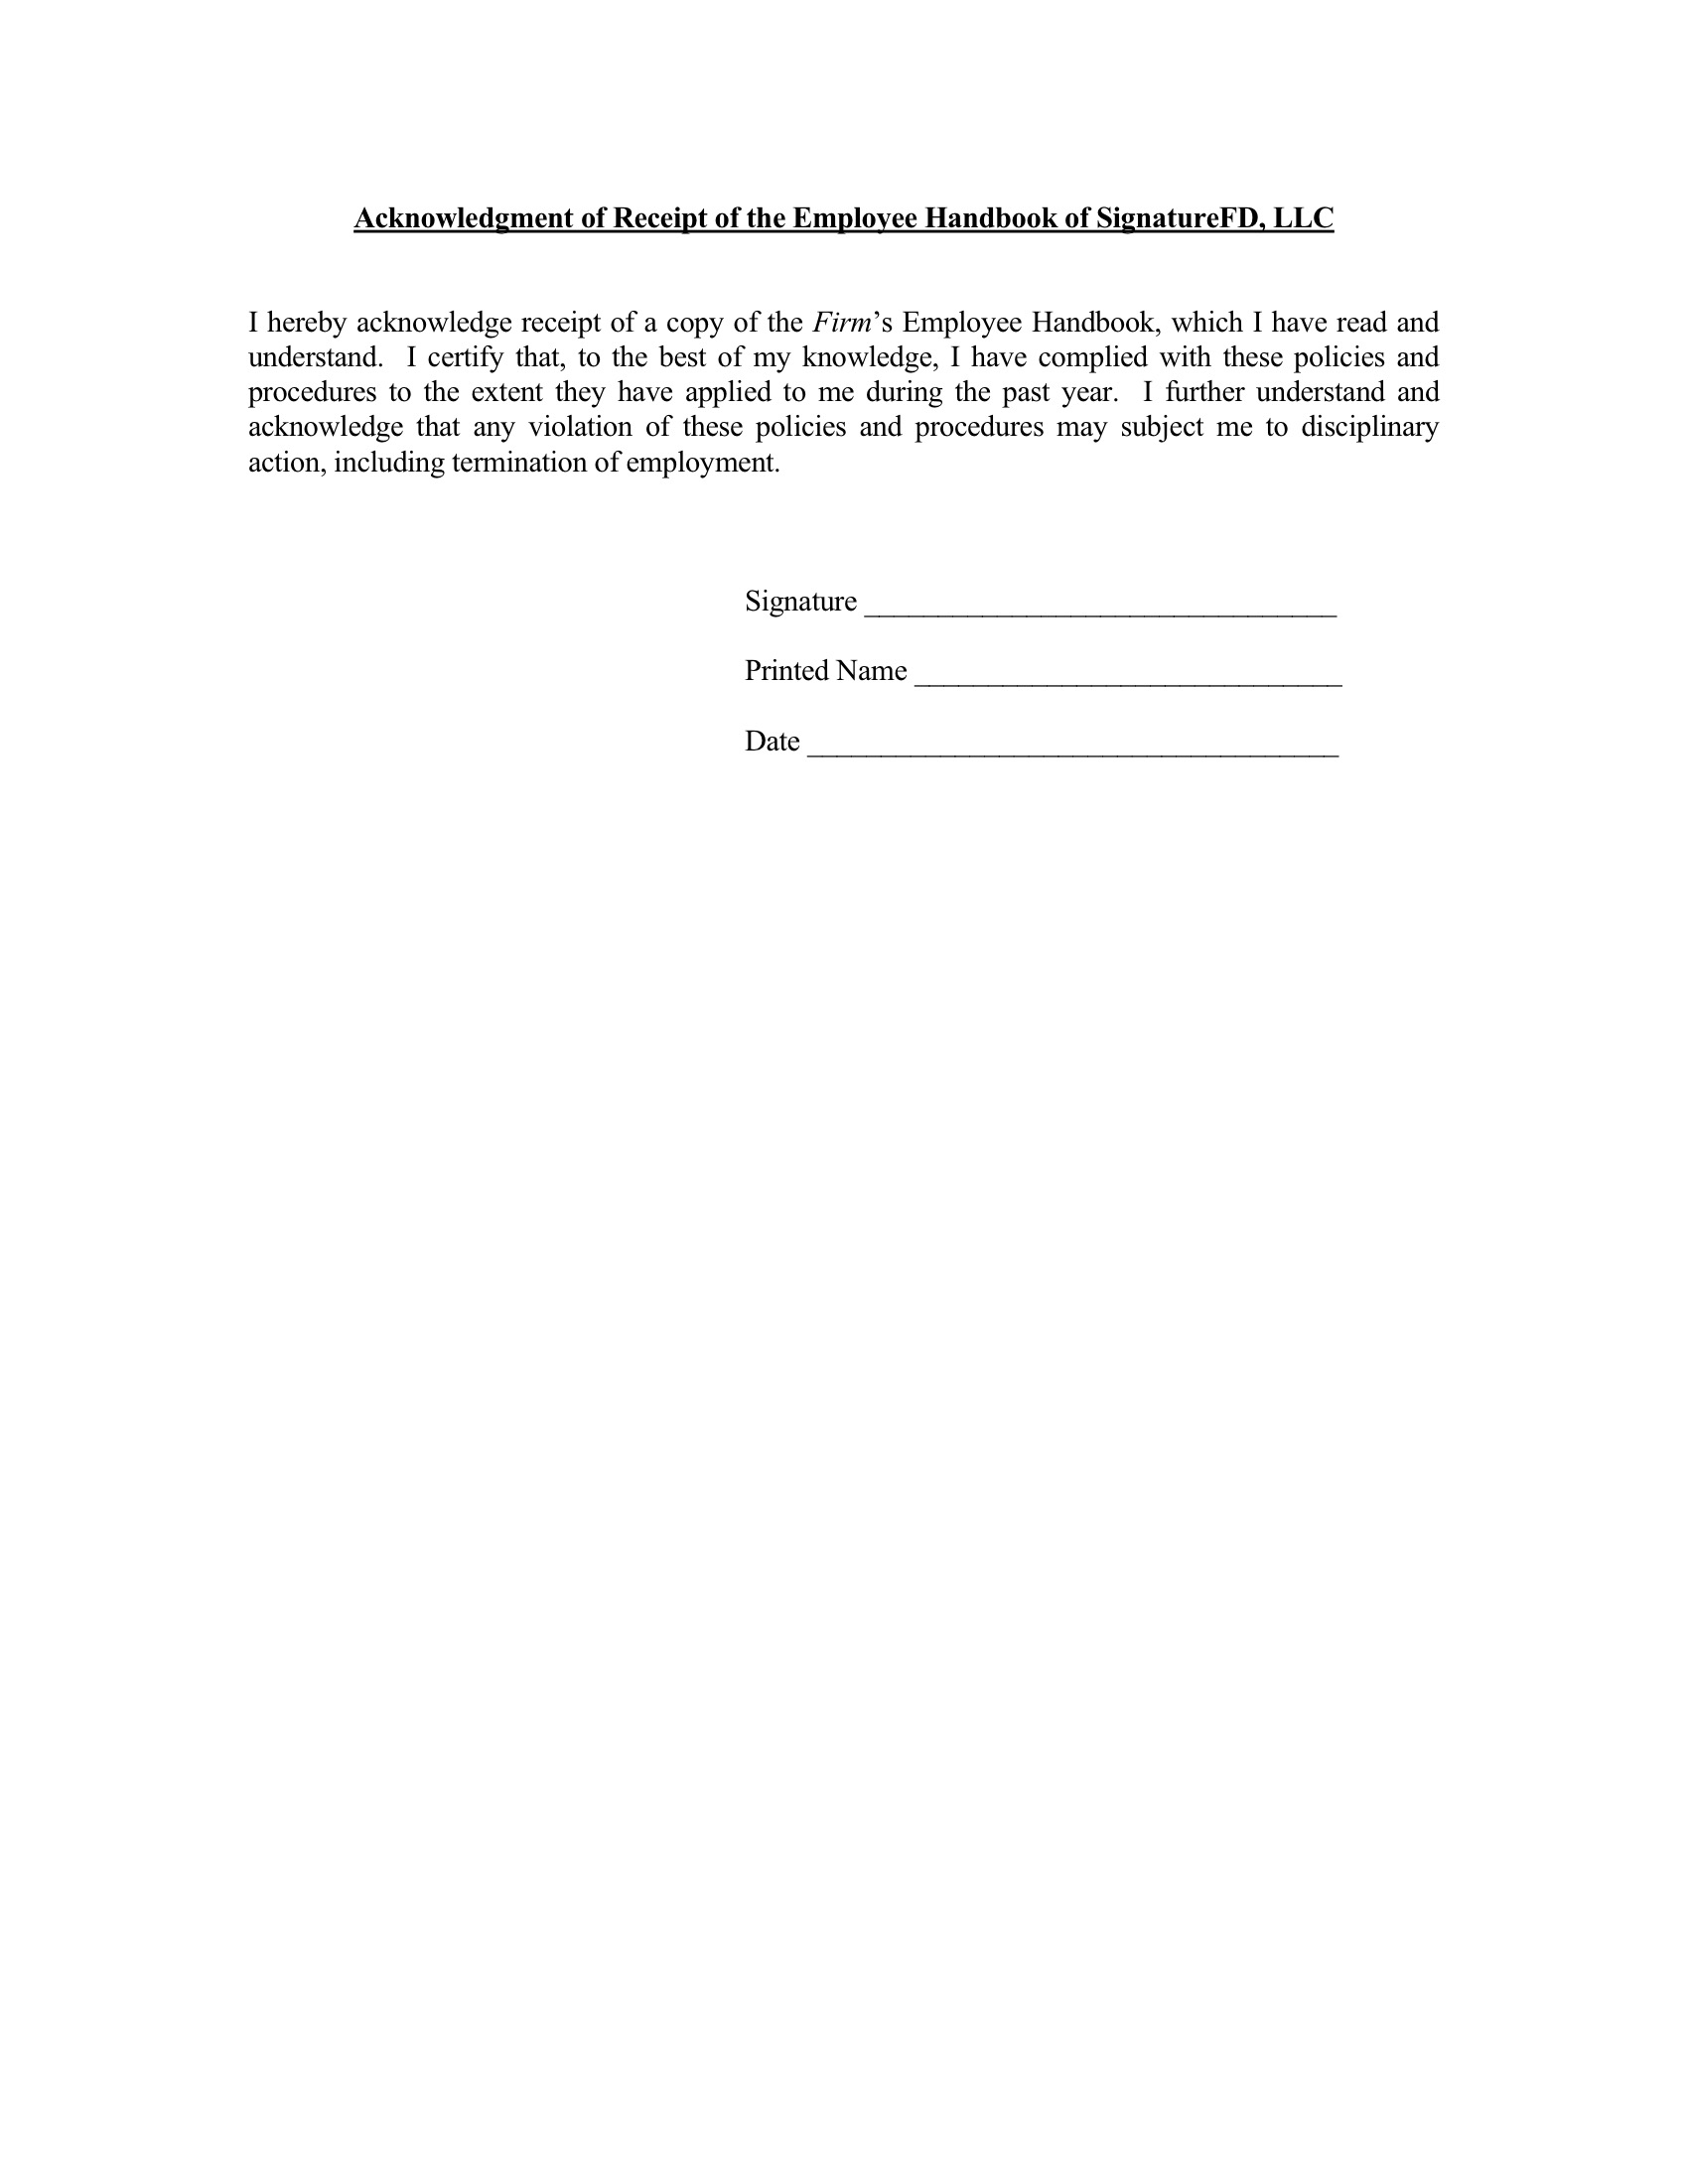 Acknowledgment of Receipt of the Employee Handbook of SignatureFD, LLC
I hereby acknowledge receipt of a copy of the Firm’s Employee Handbook, which I have read and
understand.  I certify that, to the best of my knowledge, I have complied with these policies and
procedures to the extent they have applied to me during the past year.  I further understand and
acknowledge that any violation of these policies and procedures may subject me to disciplinary
action, including termination of employment.
Signature ________________________________
Printed Name _____________________________
Date ____________________________________